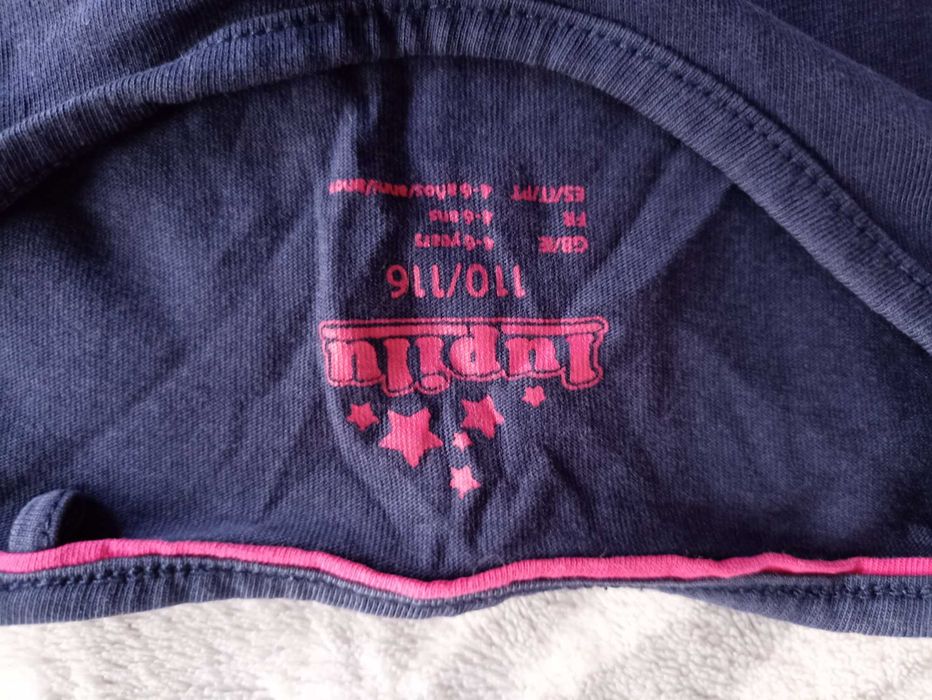 lupilu
110/116
GB/IE 4-6 years
FR 4-6 ans
ES/IT/PT 4-6 años/anni/anos